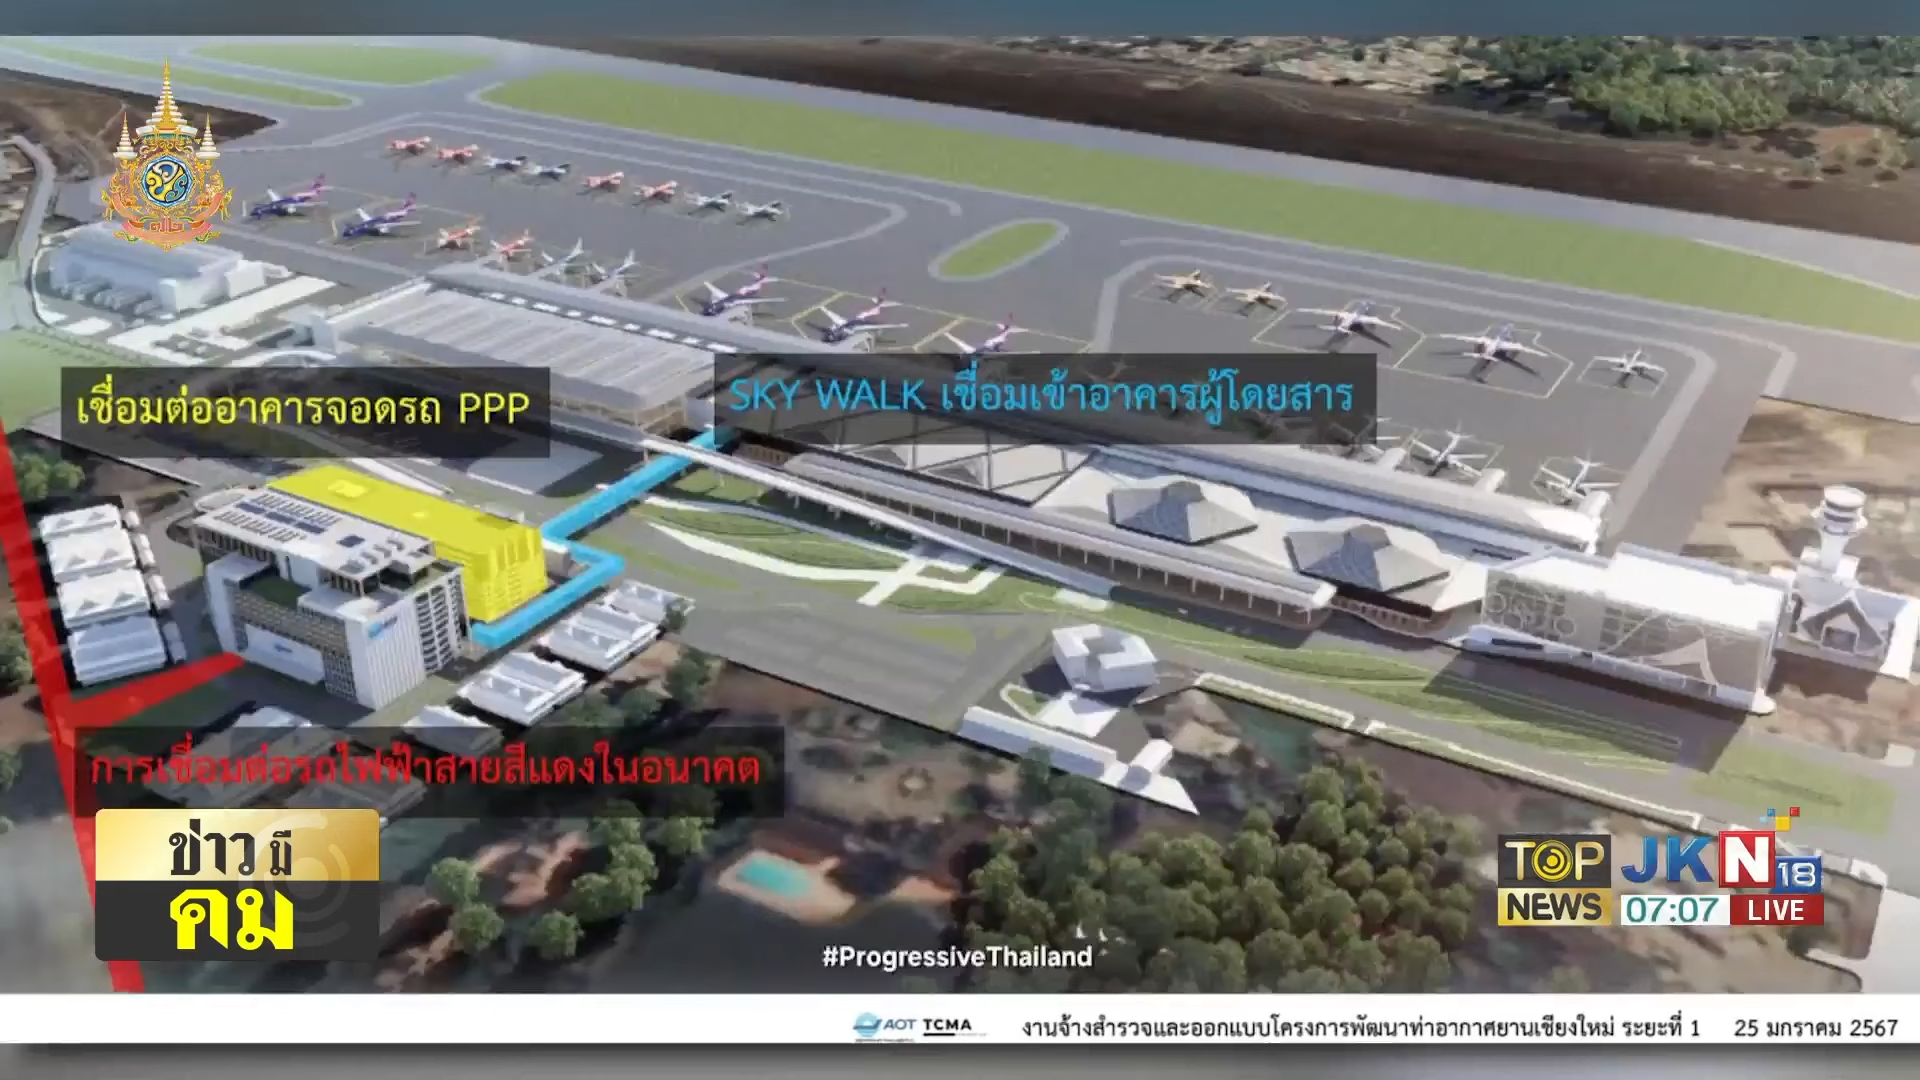 เชื่อมต่ออาคารจอดรถ PPP
SKY WALK เชื่อมเข้าอาคารผู้โดยสาร
การเชื่อมต่อรถไฟฟ้าสายสีแดงในอนาคต
ข่าวมี
คม
TOP
NEWS
JKN
18
07:07
LIVE
#ProgressiveThailand
AOT TCMA
งานจ้างสำรวจและออกแบบโครงการพัฒนาท่าอากาศยานเชียงใหม่ ระยะที่ 1
25 มกราคม 2567